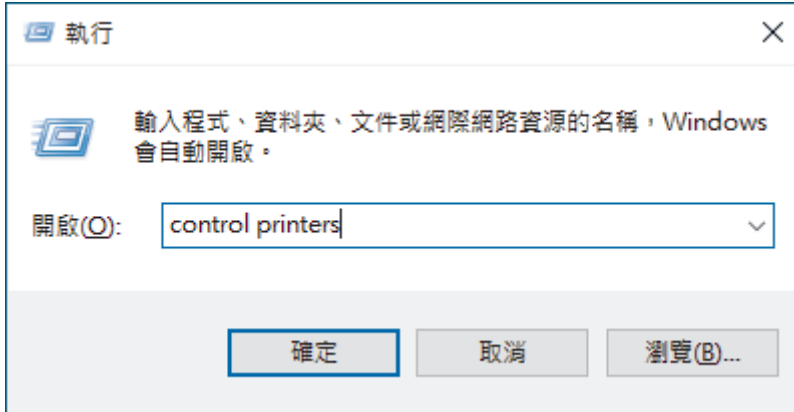 執行
輸入程式、資料夾、文件或網際網路資源的名稱，Windows
會自動開啟。
開啟(O): control printers
確定 取消 瀏覽(B)...